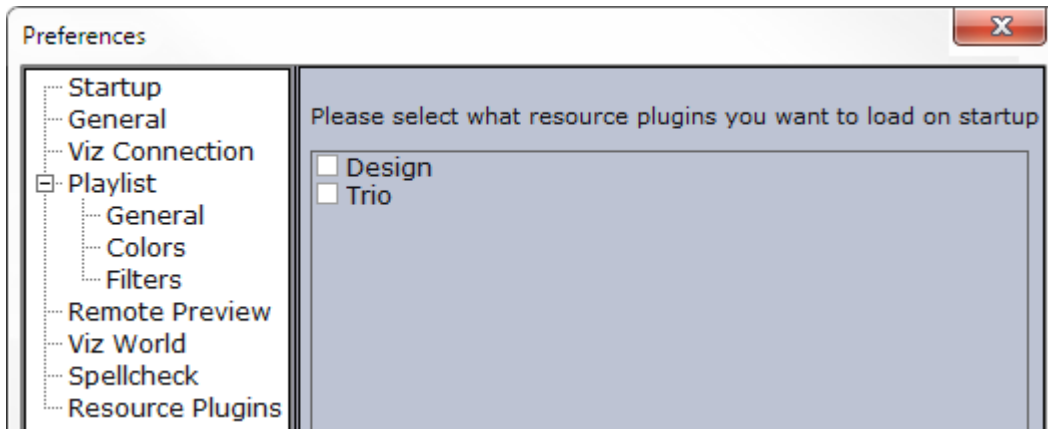 Preferences
Startup
General
Viz Connection
Playlist
General
Colors
Filters
Remote Preview
Viz World
Spellcheck
Resource Plugins
Please select what resource plugins you want to load on startup
Design
Trio